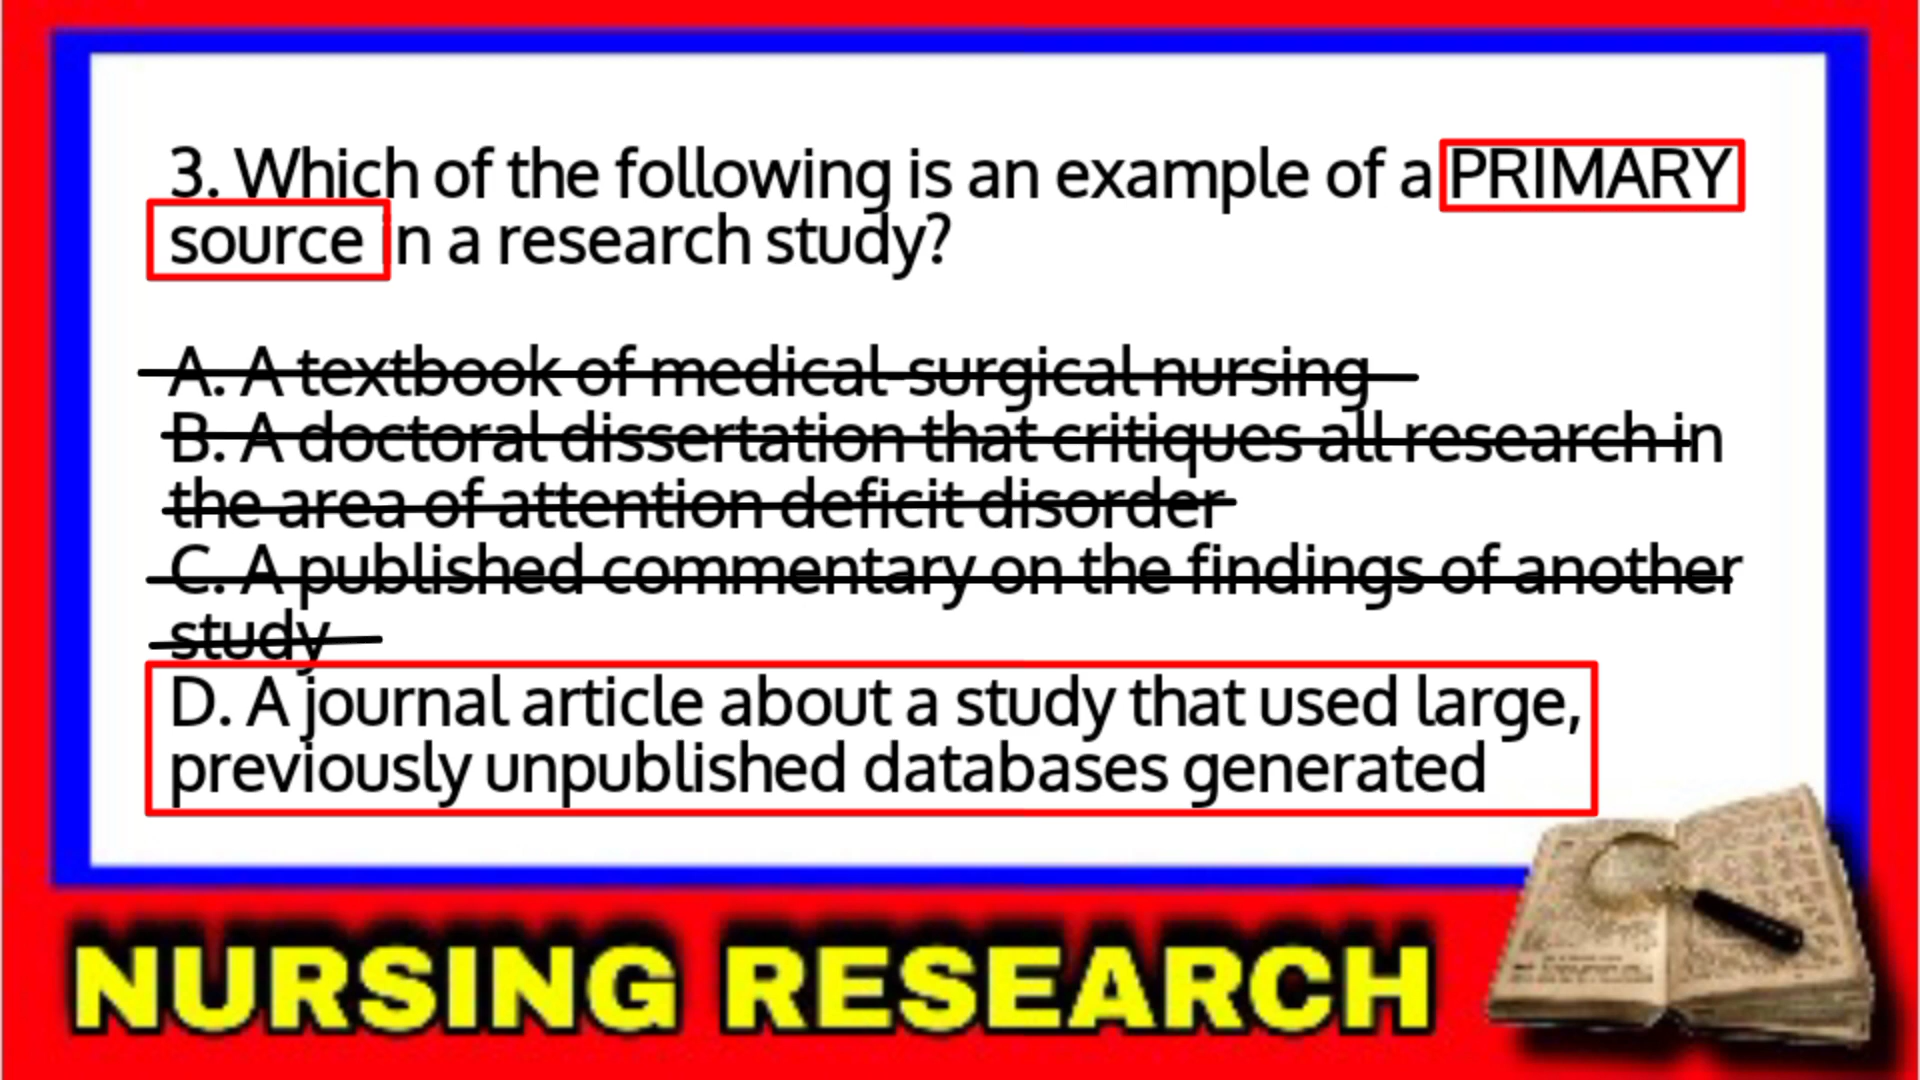 3. Which of the following is an example of a PRIMARY
source in a research study?
A. A textbook of medical-surgical nursing
B. A doctoral dissertation that critiques all research in
the area of attention deficit disorder
C. A published commentary on the findings of another
study
D. A journal article about a study that used large,
previously unpublished databases generated
NURSING RESEARCH